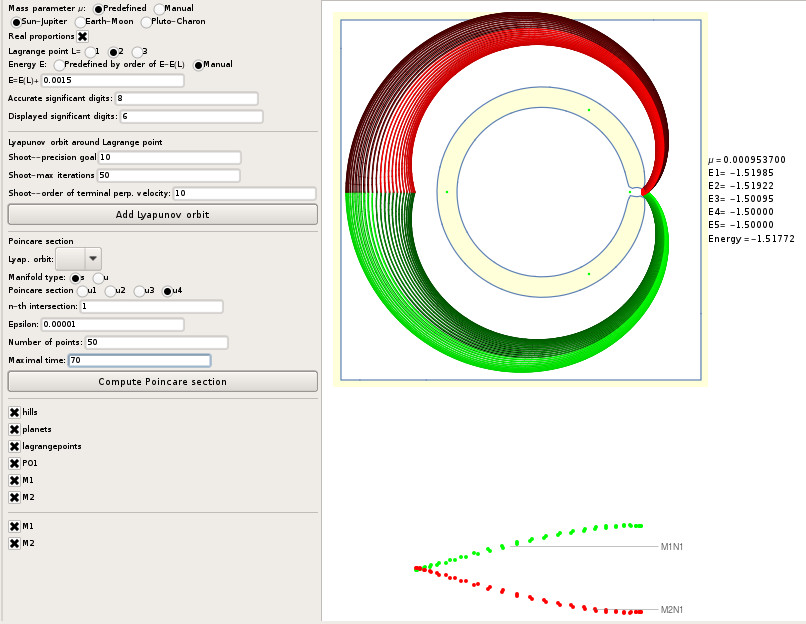 Mass parameter μ: Predefined Manual
Sun-Jupiter Earth-Moon Pluto-Charon
Real proportions
Lagrange point L= 1 2 3
Energy E: Predefined by order of E-E(L) Manual
E=E(L)+ 0.0015
Accurate significant digits: 8
Displayed significant digits: 6
Lyapunov orbit around Lagrange point
Shoot--precision goal 10
Shoot-max iterations 50
Shoot--order of terminal perp. velocity: 10
Add Lyapunov orbit
Poincare section
Lyap. orbit:
Manifold type: s u
Poincare section u1 u2 u3 u4
n-th intersection: 1
Epsilon: 0.00001
Number of points: 50
Maximal time: 70
Compute Poincare section
hills
planets
lagrangepoints
PO1
M1
M2
M1
M2
μ = 0.000953700
E1= -1.51985
E2= -1.51922
E3= -1.50095
E4= -1.50000
E5= -1.50000
Energy = -1.51772
M1N1
M2N1